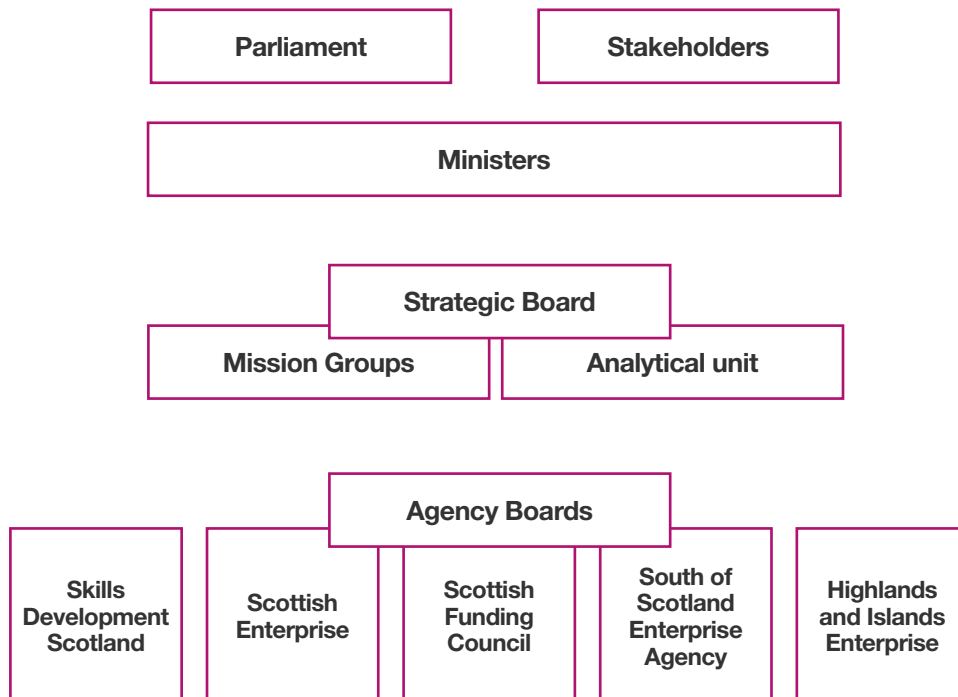 Parliament
Stakeholders
Ministers
Strategic Board
Mission Groups
Analytical unit
Agency Boards
Skills
Development
Scotland
Scottish
Enterprise
Scottish
Funding
Council
South of
Scotland
Enterprise
Agency
Highlands
and Islands
Enterprise